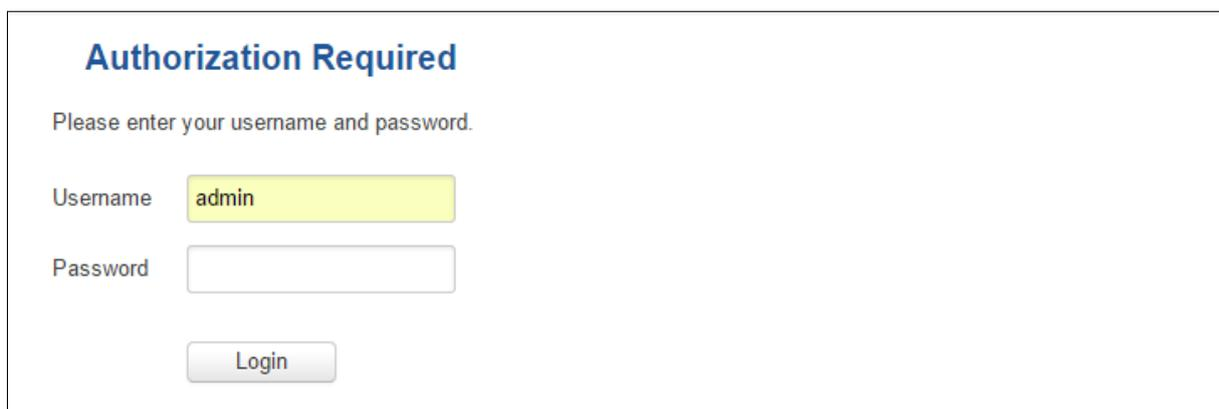 Authorization Required
Please enter your username and password.
Username admin
Password
Login